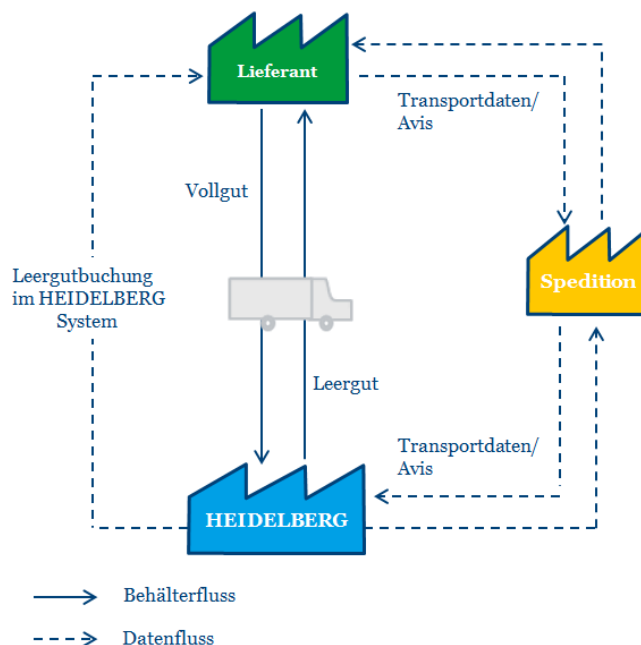 Lieferant
Transportdaten/
Avis
Vollgut
Leergutbuchung
im HEIDELBERG
System
Spedition
Leergut
Transportdaten/
Avis
HEIDELBERG
Behälterfluss
Datenfluss